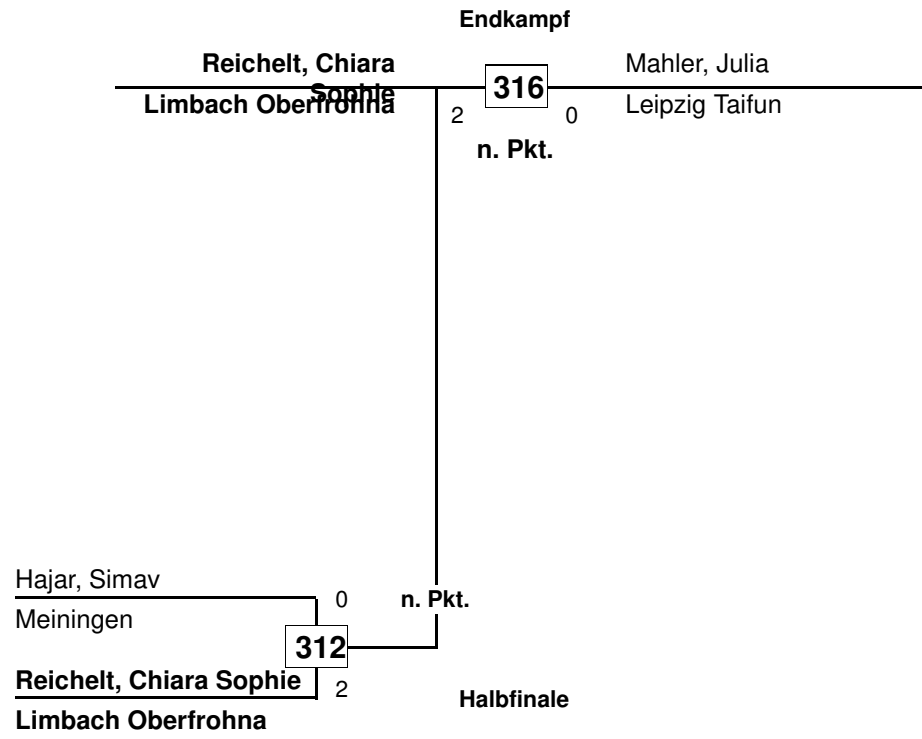 Endkampf
Reichelt, Chiara
Sophie
Limbach Oberfrohna
316
Mahler, Julia
Leipzig Taifun
2
0
n. Pkt.
Hajar, Simav
Meiningen
0
n. Pkt.
312
Reichelt, Chiara Sophie
2
Limbach Oberfrohna
Halbfinale